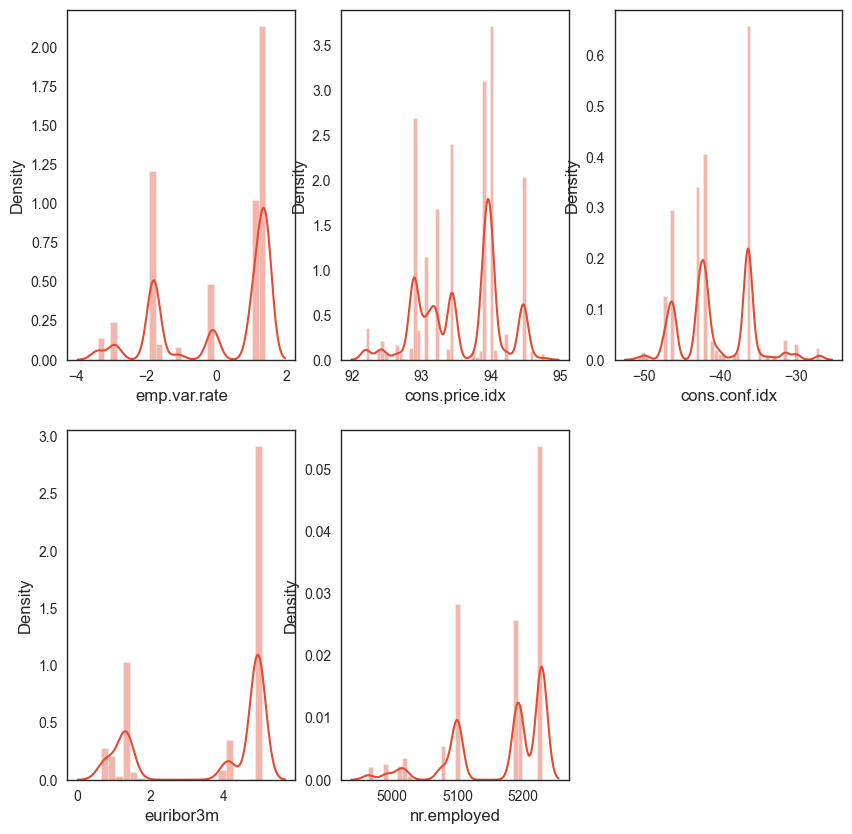 2.00
1.75
1.50
1.25
1.00
0.75
0.50
0.25
0.00
Density
−4 −2 0 2
emp.var.rate
3.5
3.0
2.5
2.0
1.5
1.0
0.5
0.0
Density
92 93 94 95
cons.price.idx
0.6
0.5
0.4
0.3
0.2
0.1
0.0
Density
−50 −40 −30
cons.conf.idx
3.0
2.5
2.0
1.5
1.0
0.5
0.0
Density
0 2 4
euribor3m
0.05
0.04
0.03
0.02
0.01
0.00
Density
5000 5100 5200
nr.employed